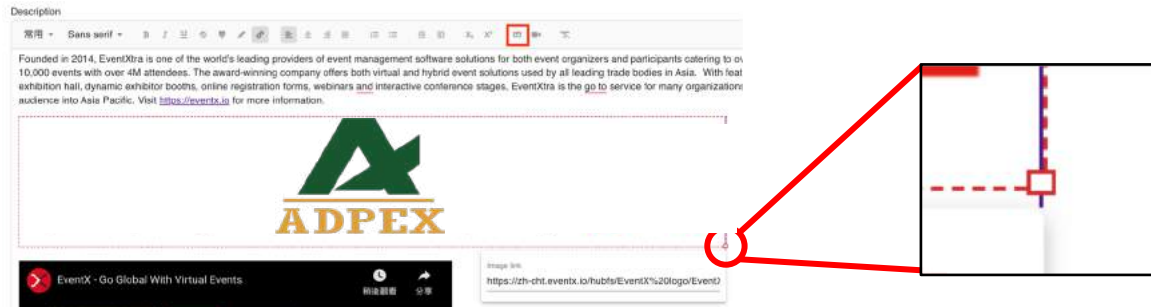 Description
常用 Sans serif B I U S X₂ X²
Founded in 2014, EventXtra is one of the world's leading providers of event management software solutions for both event organizers and participants catering to ov
10,000 events with over 4M attendees. The award-winning company offers both virtual and hybrid event solutions used by all leading trade bodies in Asia. With feat
exhibition hall, dynamic exhibitor booths, online registration forms, webinars and interactive conference stages, EventXtra is the go to service for many organizations
audience into Asia Pacific. Visit https://eventx.io for more information.
ADPEX
EventX - Go Global With Virtual Events
稍後觀看 分享
Image link
https://zh-cht.eventx.io/hubfs/EventX%20logo/EventX